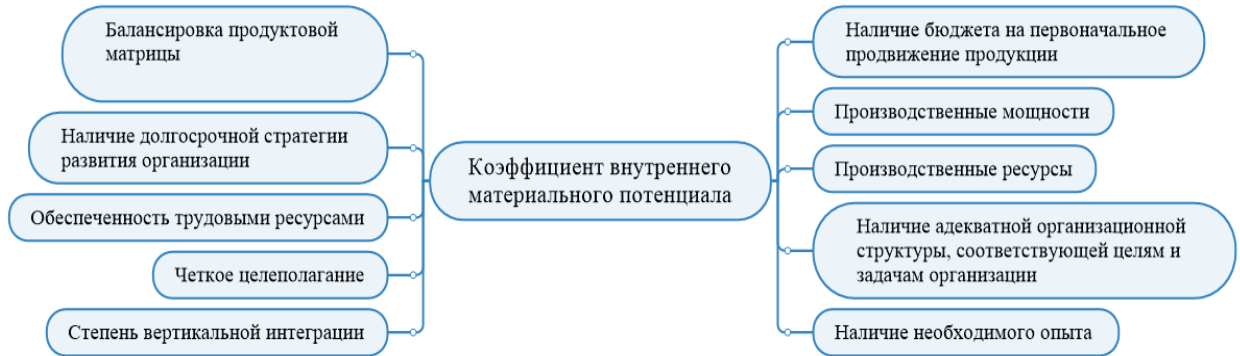 Балансировка продуктовой
матрицы
Наличие долгосрочной стратегии
развития организации
Обеспеченность трудовыми ресурсами
Четкое целеполагание
Степень вертикальной интеграции
Коэффициент внутреннего
материального потенциала
Наличие бюджета на первоначальное
продвижение продукции
Производственные мощности
Производственные ресурсы
Наличие адекватной организационной
структуры, соответствующей целям и
задачам организации
Наличие необходимого опыта